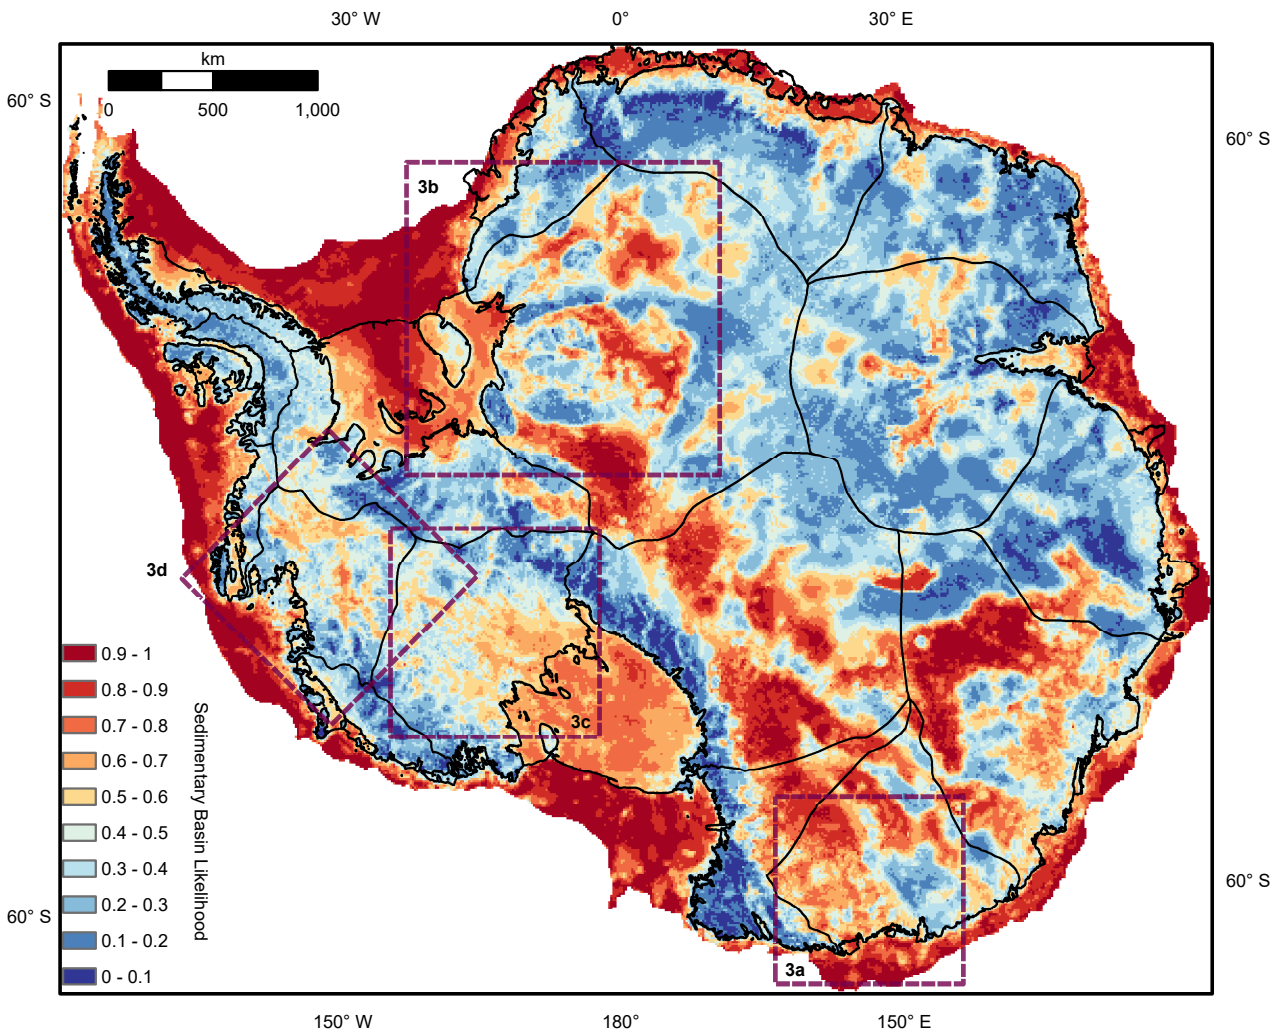 30° W 0° 30° E
km
0 500 1,000
60° S
60° S
3b
3d
3c
3a
Sedimentary Basin Likelihood
0.9 - 1
0.8 - 0.9
0.7 - 0.8
0.6 - 0.7
0.5 - 0.6
0.4 - 0.5
0.3 - 0.4
0.2 - 0.3
0.1 - 0.2
0 - 0.1
60° S
60° S
150° W 180° 150° E